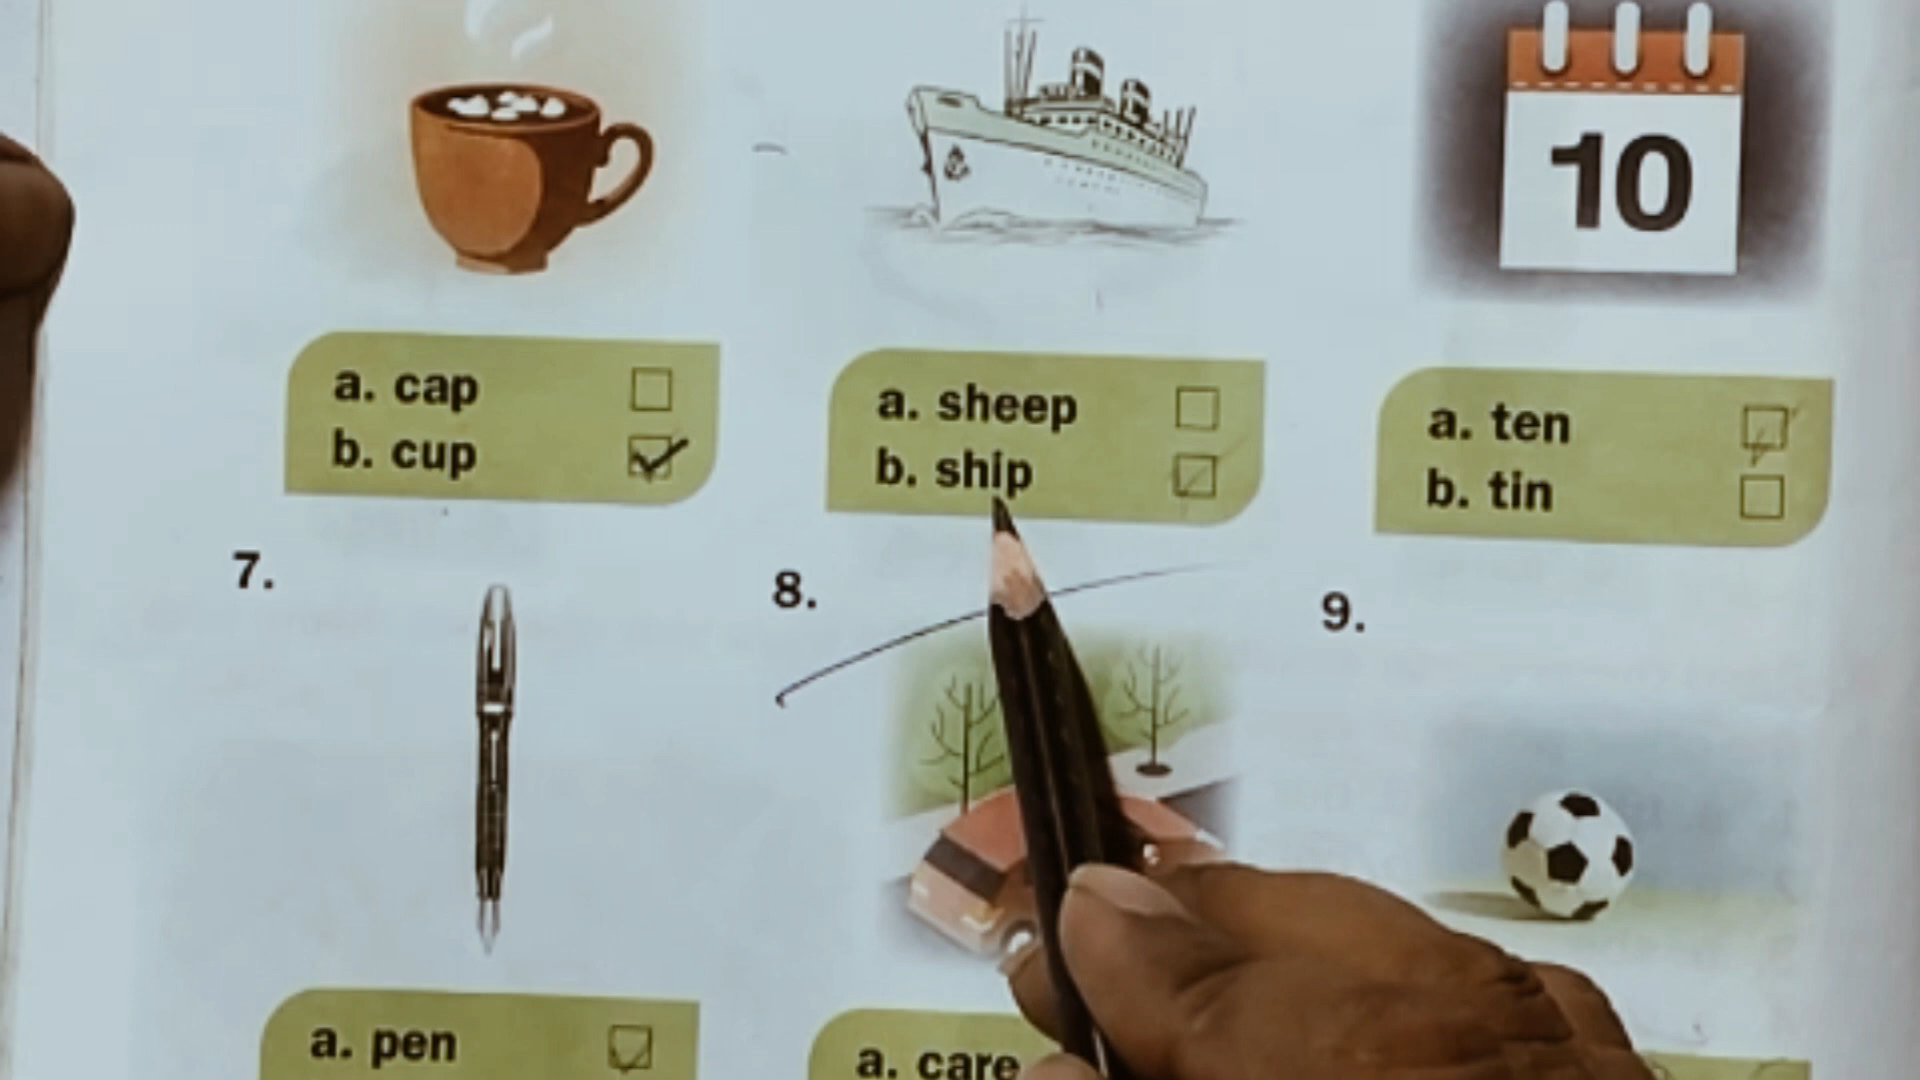 10
a. cap
b. cup
a. sheep
b. ship
a. ten
b. tin
7.
8.
9.
a. pen
a. care